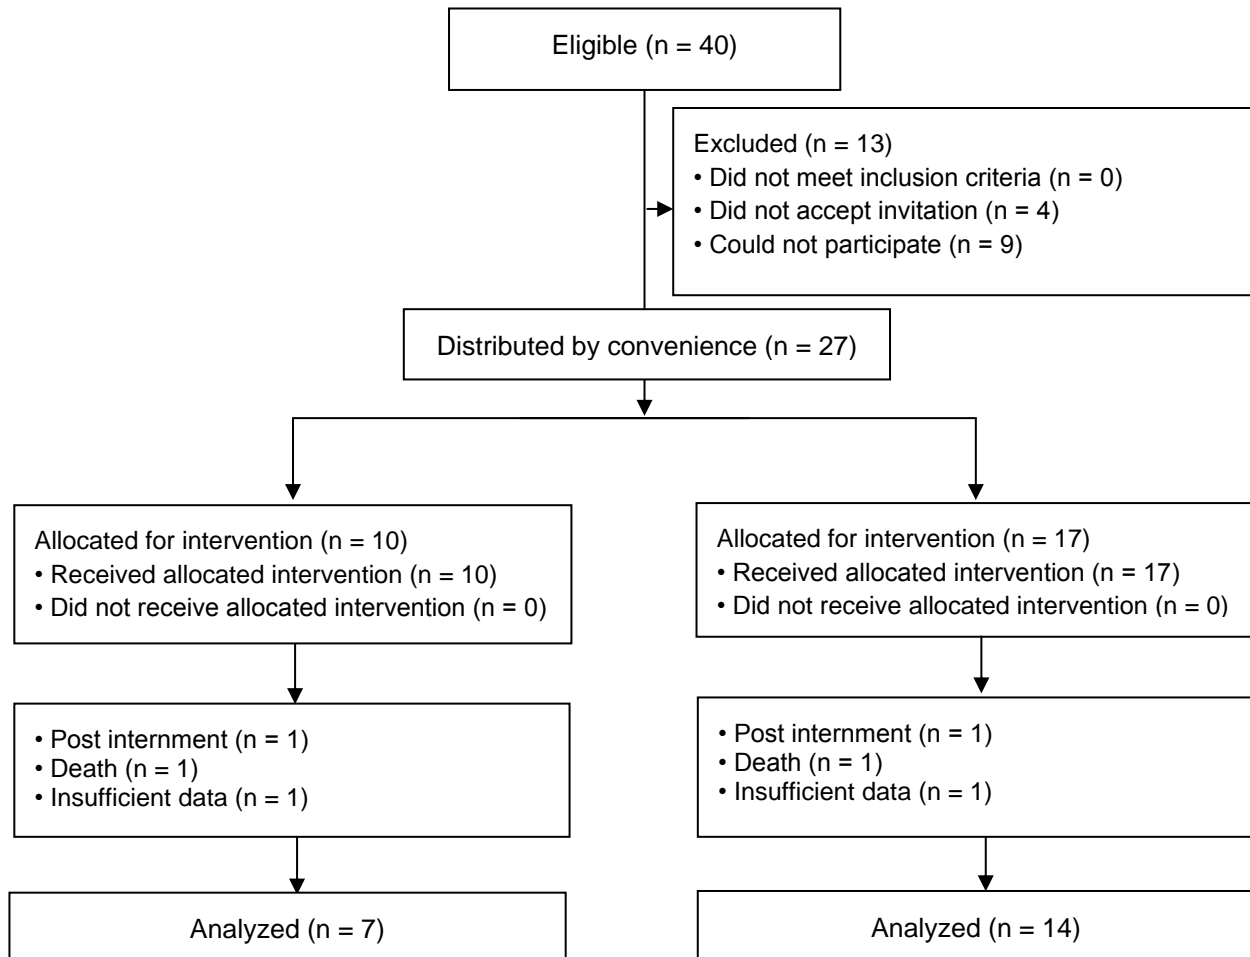 Eligible (n = 40)
Excluded (n = 13)
• Did not meet inclusion criteria (n = 0)
• Did not accept invitation (n = 4)
• Could not participate (n = 9)
Distributed by convenience (n = 27)
Allocated for intervention (n = 10)
• Received allocated intervention (n = 10)
• Did not receive allocated intervention (n = 0)
Allocated for intervention (n = 17)
• Received allocated intervention (n = 17)
• Did not receive allocated intervention (n = 0)
• Post internment (n = 1)
• Death (n = 1)
• Insufficient data (n = 1)
• Post internment (n = 1)
• Death (n = 1)
• Insufficient data (n = 1)
Analyzed (n = 7)
Analyzed (n = 14)